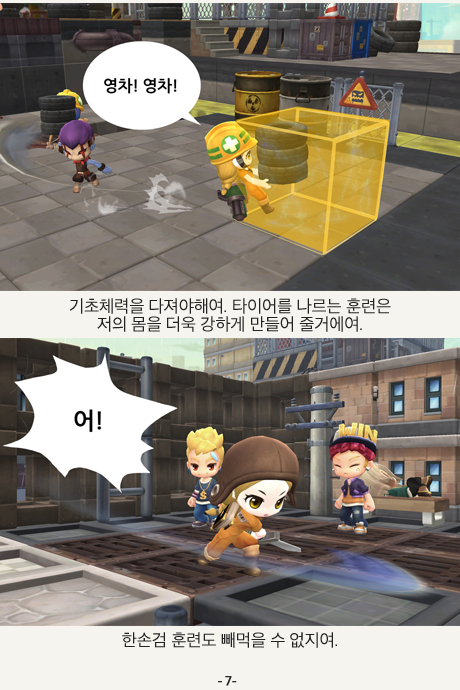 영차! 영차!
기초체력을 다져야해여. 타이어를 나르는 훈련은
저의 몸을 더욱 강하게 만들어 줄거에여.
어!
한손검 훈련도 빼먹을 수 없지여.
- 7-